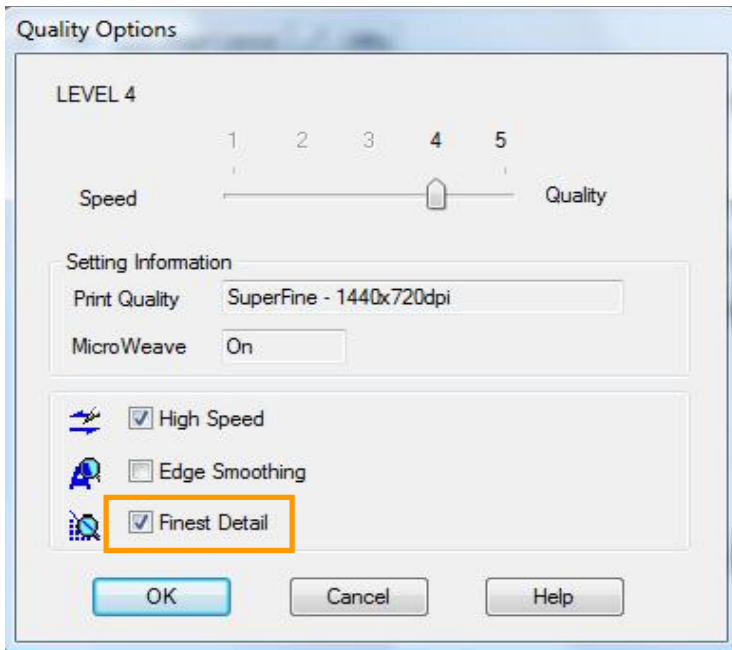 Quality Options
LEVEL 4
1 2 3 4 5
Speed Quality
Setting Information
Print Quality SuperFine - 1440x720dpi
MicroWeave On
High Speed
Edge Smoothing
Finest Detail
OK Cancel Help